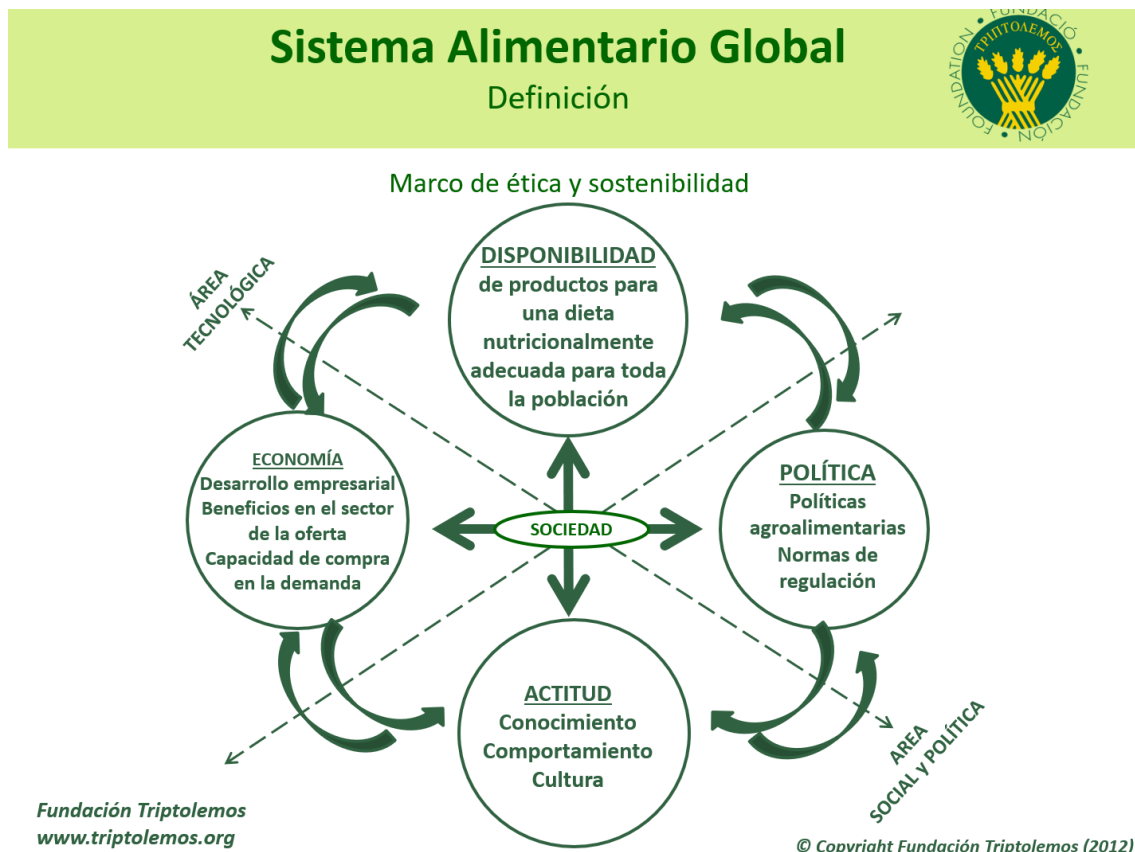 Sistema Alimentario Global
Definición
FUNDACIÓ • FUNDACIÓN • FOUNDATION •
ΤΡΙΠΤΟΛΕΜΟΣ
Marco de ética y sostenibilidad
ÁREA
TECNOLÓGICA
DISPONIBILIDAD
de productos para
una dieta
nutricionalmente
adecuada para toda
la población
ECONOMÍA
Desarrollo empresarial
Beneficios en el sector
de la oferta
Capacidad de compra
en la demanda
SOCIEDAD
POLÍTICA
Políticas
agroalimentarias
Normas de
regulación
ACTITUD
Conocimiento
Comportamiento
Cultura
AREA
SOCIAL y POLÍTICA
Fundación Triptolemos
www.triptolemos.org
© Copyright Fundación Triptolemos (2012)